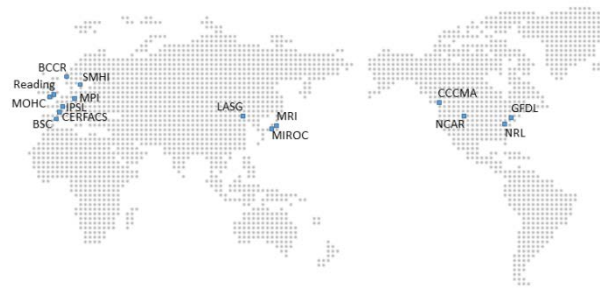 BCCR
SMHI
Reading
MOHC
MPI
IPSL
CERFACS
BSC
LASG
MRI
MIROC
CCCMA
NCAR
GFDL
NRL